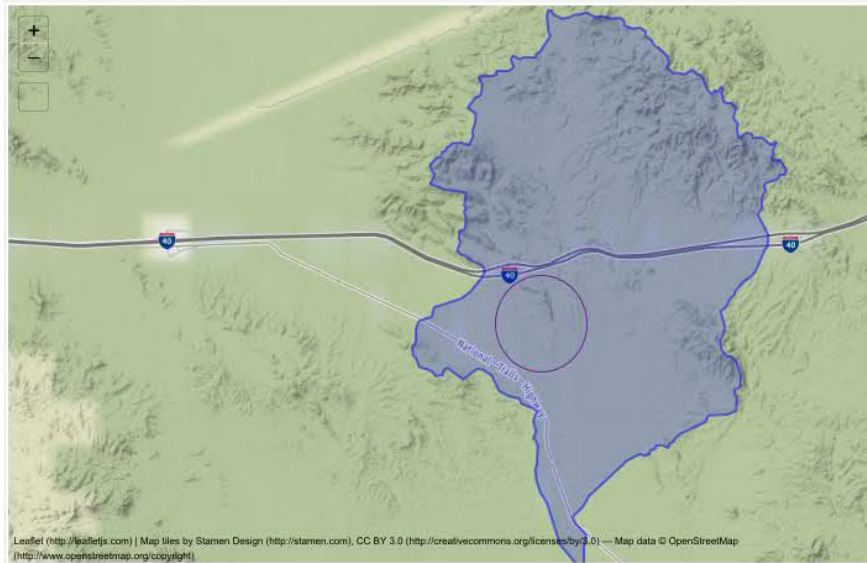 +
−
40
40
40
National Trails Highway
Leaflet (http://leafletjs.com) | Map tiles by Stamen Design (http://stamen.com), CC BY 3.0 (http://creativecommons.org/licenses/by/3.0) — Map data © OpenStreetMap
(http://www.openstreetmap.org/copyright)